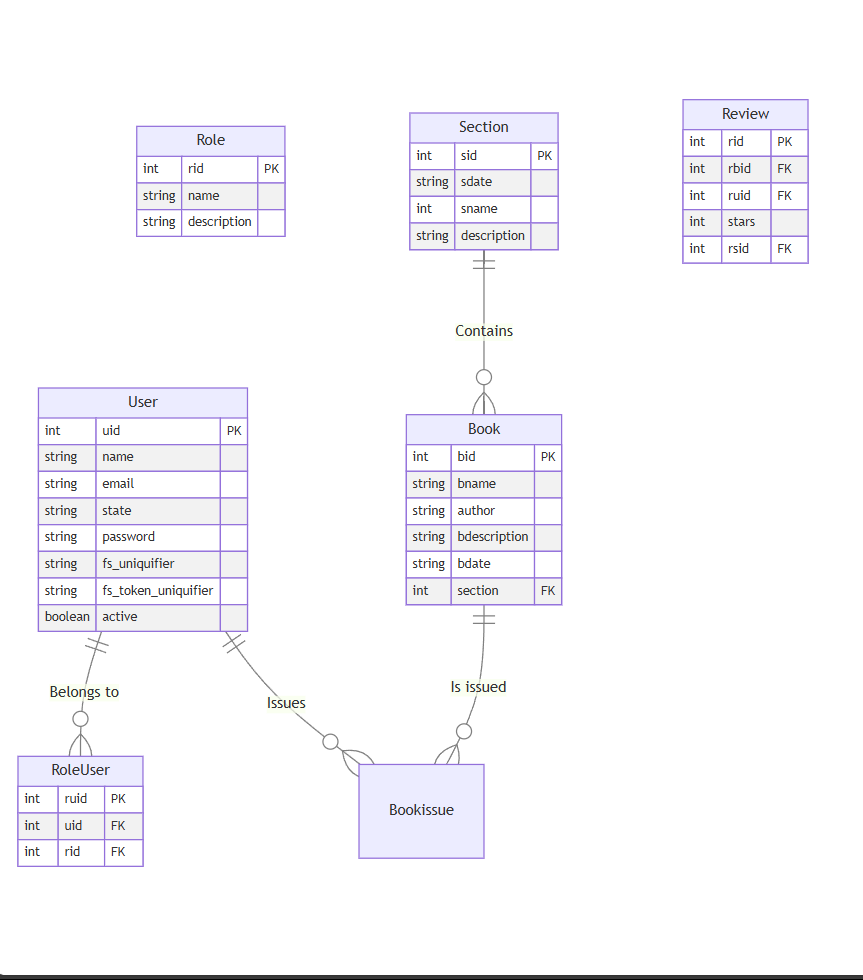 Role
int rid PK
string name
string description
Section
int sid PK
string sdate
int sname
string description
Review
int rid PK
int rbid FK
int ruid FK
int stars
int rsid FK
Contains
User
int uid PK
string name
string email
string state
string password
string fs_uniquifier
string fs_token_uniquifier
boolean active
Book
int bid PK
string bname
string author
string bdescription
string bdate
int section FK
Belongs to
Issues
Is issued
RoleUser
int ruid PK
int uid FK
int rid FK
Bookissue